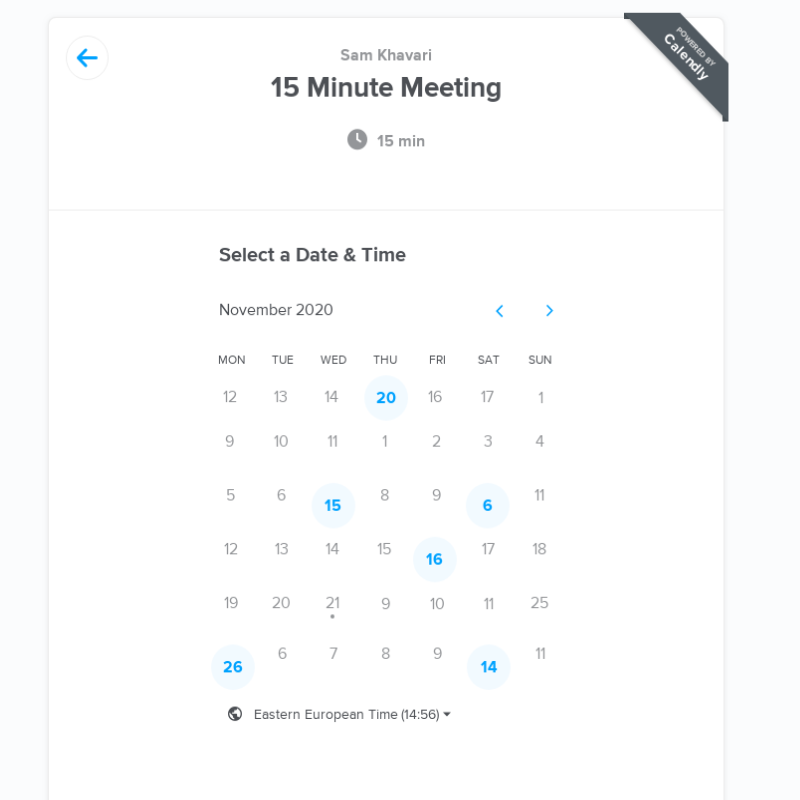 POWERED BY
Calendly
Sam Khavari
15 Minute Meeting
15 min
Select a Date & Time
November 2020
MON TUE WED THU FRI SAT SUN
12 13 14 20 16 17 1
9 10 11 1 2 3 4
5 6 15 8 9 6 11
12 13 14 15 16 17 18
19 20 21 9 10 11 25
26 6 7 8 9 14 11
Eastern European Time (14:56)